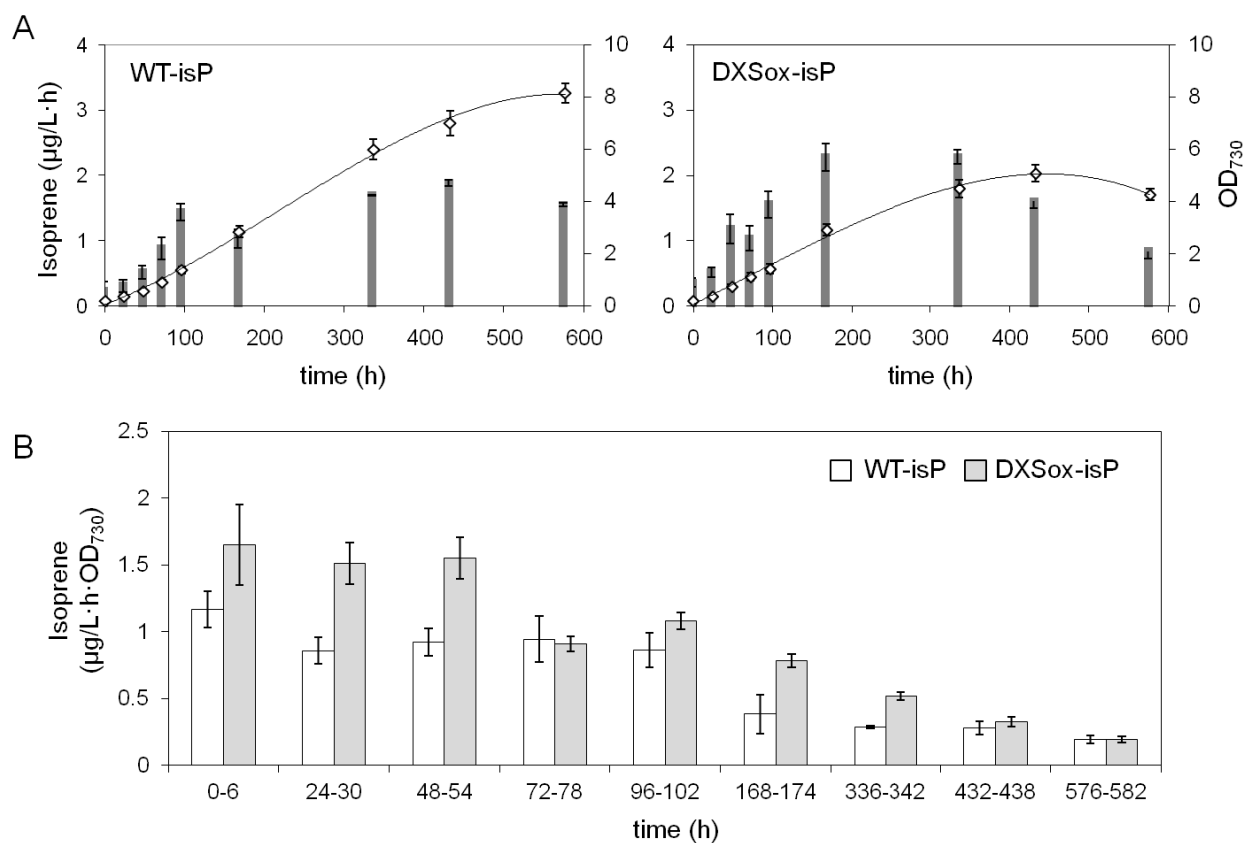 A
WT-isP
DXSox-isP
Isoprene (µg/L·h)
4
3
2
1
0
10
8
6
4
2
0
0 100 200 300 400 500 600
time (h)
4
3
2
1
0
10
8
6
4
2
0
OD730
0 100 200 300 400 500 600
time (h)
B
WT-isP DXSox-isP
Isoprene
(µg/L·h·OD730)
2.5
2
1.5
1
0.5
0
0-6 24-30 48-54 72-78 96-102 168-174 336-342 432-438 576-582
time (h)